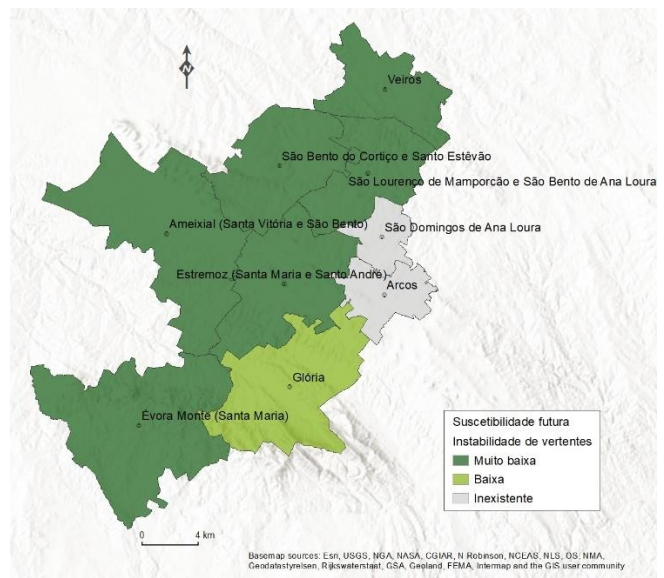 N
Veiros
São Bento do Cortiço e Santo Estêvão
São Lourenço de Mamporcão e São Bento de Ana Loura
Ameixial (Santa Vitória e São Bento)
São Domingos de Ana Loura
Estremoz (Santa Maria e Santo André)
Arcos
Glória
Évora Monte (Santa Maria)
Suscetibilidade futura
Instabilidade de vertentes
Muito baixa
Baixa
Inexistente
0 4 km
Basemap sources: Esri, USGS, NGA, NASA, CGIAR, N Robinson, NCEAS, NLS, OS, NMA,
Geodatastyrelsen, Rijkswaterstaat, GSA, Geoland, FEMA, Intermap and the GIS user community